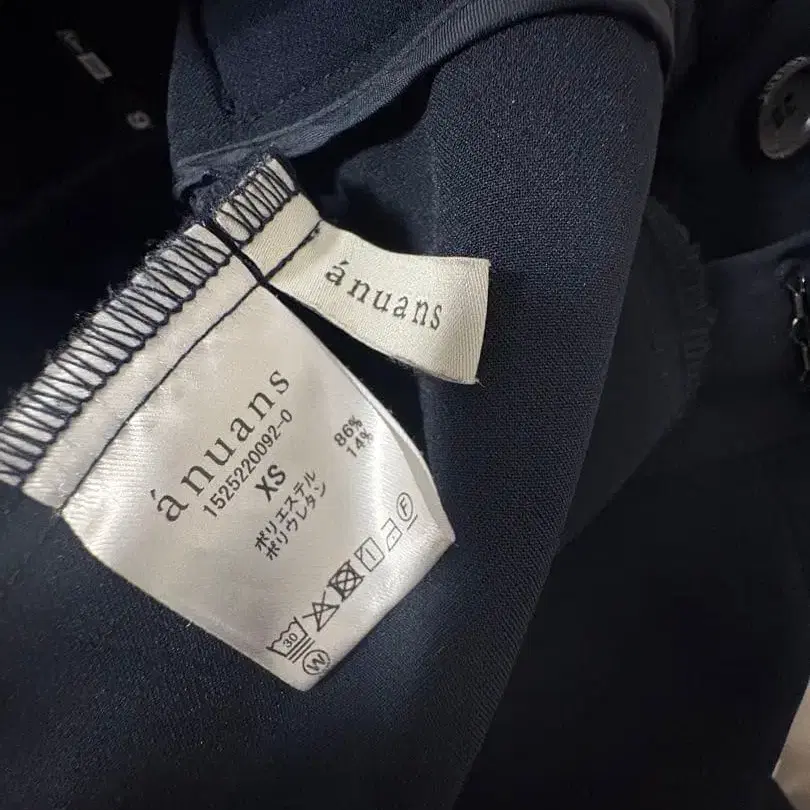 ánuans
ánuans
1525220092-0
XS
ポリエステル 86%
ポリウレタン 14%
30
W
F